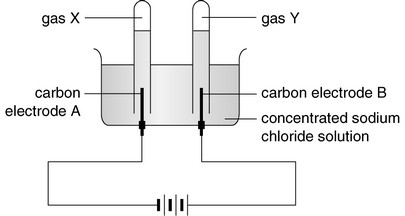 gas X
gas Y
carbon
electrode A
carbon electrode B
concentrated sodium
chloride solution